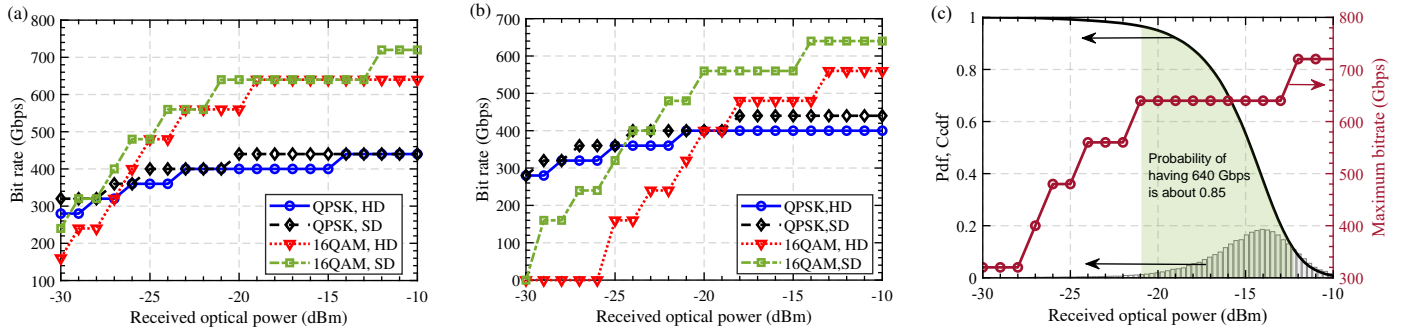 (a)
800
700
600
500
400
300
200
100
Bit rate (Gbps)
-30
-25
-20
-15
-10
Received optical power (dBm)
QPSK, HD
QPSK, SD
16QAM, HD
16QAM, SD
(b)
700
600
500
400
300
200
100
0
Bit rate (Gbps)
-30
-25
-20
-15
-10
Received optical power (dBm)
QPSK,HD
QPSK,SD
16QAM, HD
16QAM,SD
(c)
1
0.8
0.6
0.4
0.2
0
Pdf, Ccdf
-30
-25
-20
-15
-10
Received optical power (dBm)
Probability of
having 640 Gbps
is about 0.85
800
700
600
500
400
300
Maximum bitrate (Gbps)